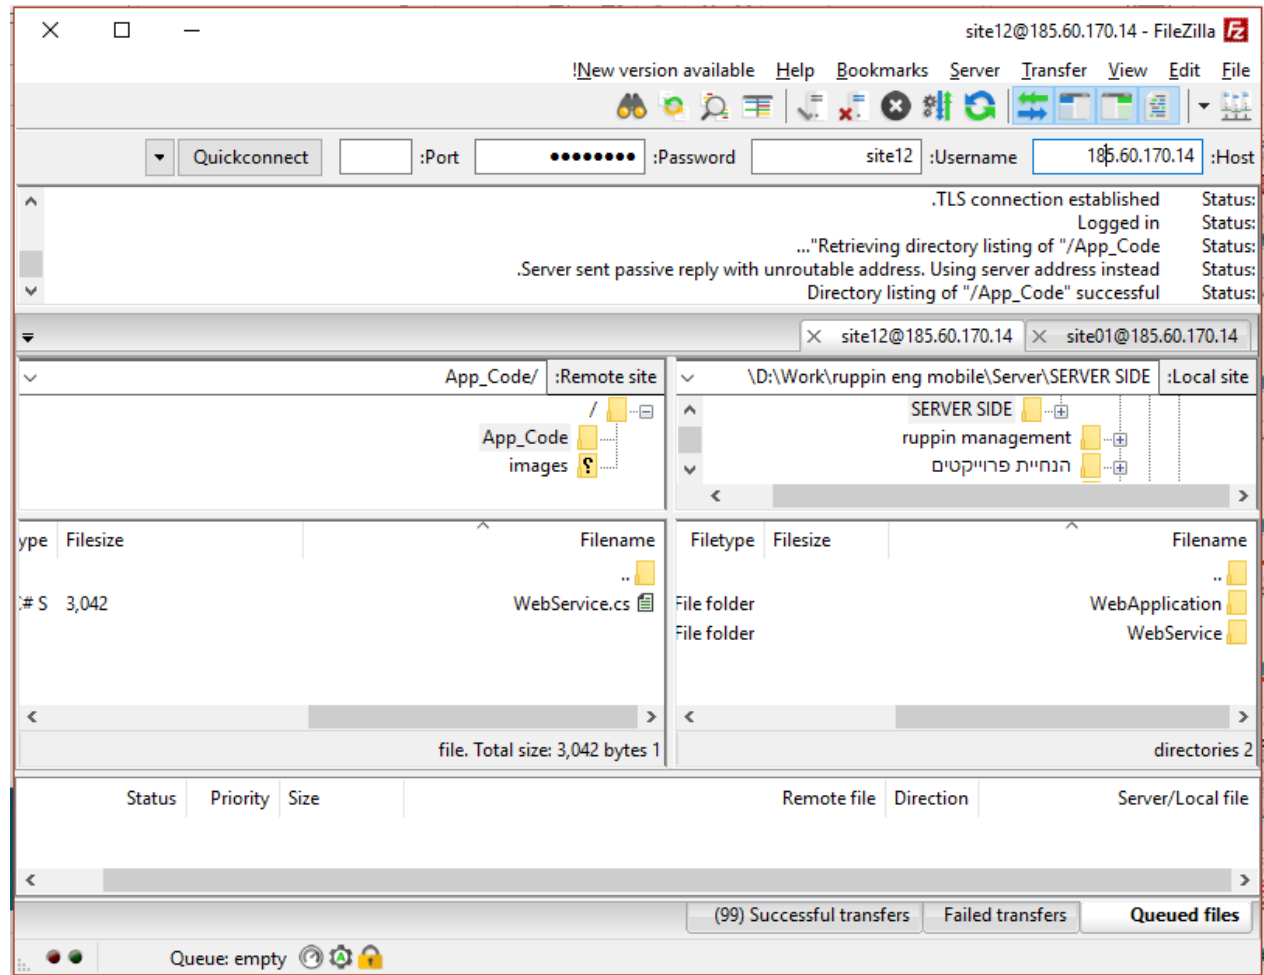 site12@185.60.170.14 - FileZilla
File Edit View Transfer Server Bookmarks Help New version available!
Host: 185.60.170.14 Username: site12 Password: •••••••• Port: Quickconnect
Status: TLS connection established.
Status: Logged in
Status: Retrieving directory listing of "/App_Code"...
Status: Server sent passive reply with unroutable address. Using server address instead.
Status: Directory listing of "/App_Code" successful
site01@185.60.170.14
site12@185.60.170.14
Local site: D:\Work\ruppin eng mobile\Server\SERVER SIDE\
SERVER SIDE
ruppin management
הנחיית פרוייקטים
Remote site: /App_Code
/
App_Code
images
Filename Filesize Filetype
..
WebApplication File folder
WebService File folder
2 directories
Filename Filesize ype
..
WebService.cs 3,042 # S
1 file. Total size: 3,042 bytes
Server/Local file Direction Remote file Size Priority Status
Queued files Failed transfers Successful transfers (99)
Queue: empty